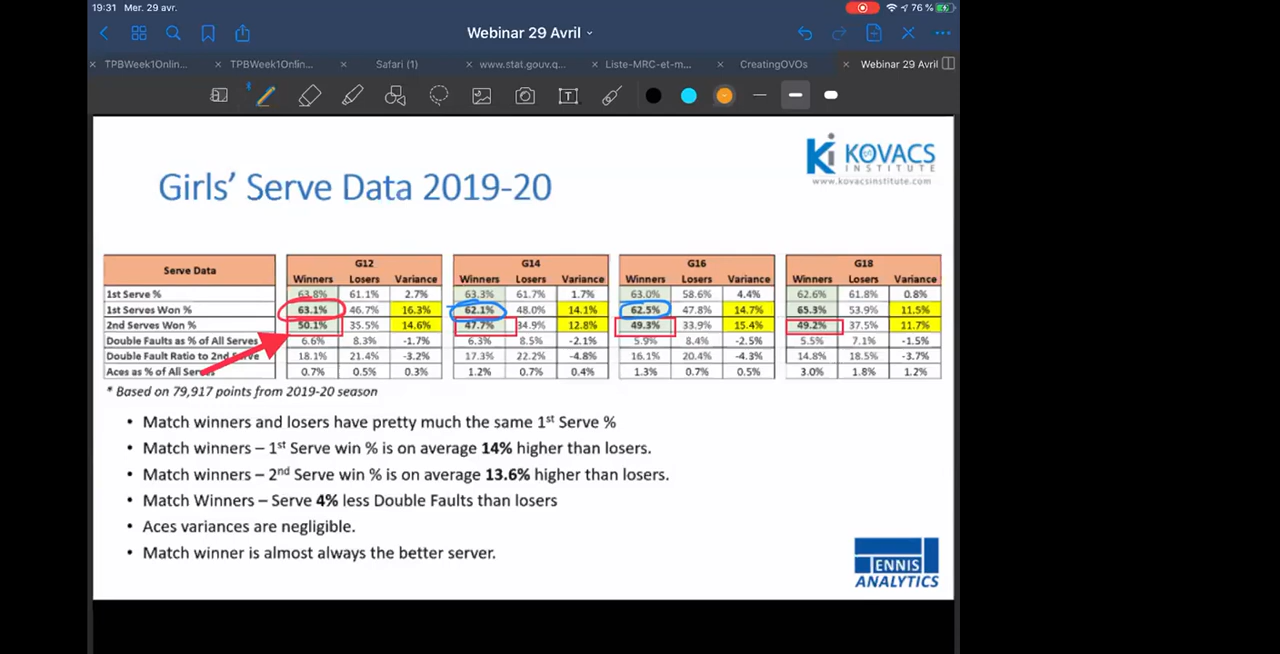 19:31 Mer. 29 avr. 76 %
Webinar 29 Avril
TPBWeek1Onlin... TPBWeek1Onlin... Safari (1) www.stat.gouv.q... Liste-MRC-et-m... CreatingOVOs Webinar 29 Avril
T
Ki KOVACS
INSTITUTE
www.kovacsinstitute.com
Girls' Serve Data 2019-20
Serve Data G12 G14 G16 G18
Winners Losers Variance Winners Losers Variance Winners Losers Variance Winners Losers Variance
1st Serve % 63.8% 61.1% 2.7% 63.3% 61.7% 1.7% 63.0% 58.6% 4.4% 62.6% 61.8% 0.8%
1st Serves Won % 63.1% 46.7% 16.3% 62.1% 48.0% 14.1% 62.5% 47.8% 14.7% 65.3% 53.9% 11.5%
2nd Serves Won % 50.1% 35.5% 14.6% 47.7% 34.9% 12.8% 49.3% 33.9% 15.4% 49.2% 37.5% 11.7%
Double Faults as % of All Serves 6.6% 8.3% -1.7% 6.3% 8.5% -2.1% 5.9% 8.4% -2.5% 5.5% 7.1% -1.5%
Double Fault Ratio to 2nd Serve 18.1% 21.4% -3.2% 17.3% 22.2% -4.8% 16.1% 20.4% -4.3% 14.8% 18.5% -3.7%
Aces as % of All Serves 0.7% 0.5% 0.3% 1.2% 0.7% 0.4% 1.3% 0.7% 0.5% 3.0% 1.8% 1.2%
* Based on 79,917 points from 2019-20 season
• Match winners and losers have pretty much the same 1st Serve %
• Match winners – 1st Serve win % is on average 14% higher than losers.
• Match winners – 2nd Serve win % is on average 13.6% higher than losers.
• Match Winners – Serve 4% less Double Faults than losers
• Aces variances are negligible.
• Match winner is almost always the better server.
TENNIS
ANALYTICS